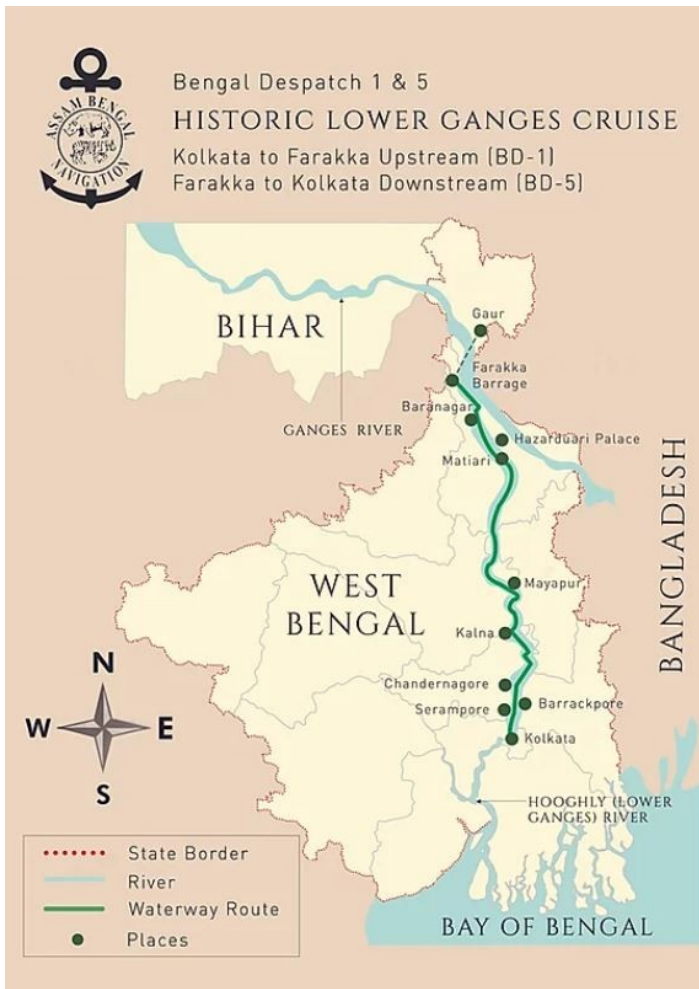 Bengal Despatch 1 & 5
HISTORIC LOWER GANGES CRUISE
Kolkata to Farakka Upstream (BD-1)
Farakka to Kolkata Downstream (BD-5)
ASSAM BENGAL
NAVIGATION
BIHAR
Gaur
Farakka
Barrage
GANGES RIVER
Baranagar
Hazarduari Palace
Matiari
BANGLADESH
WEST
BENGAL
Mayapur
Kalna
Chandernagore
Serampore
Barrackpore
Kolkata
N
W
E
S
HOOGHLY (LOWER
GANGES) RIVER
State Border
River
Waterway Route
Places
BAY OF BENGAL